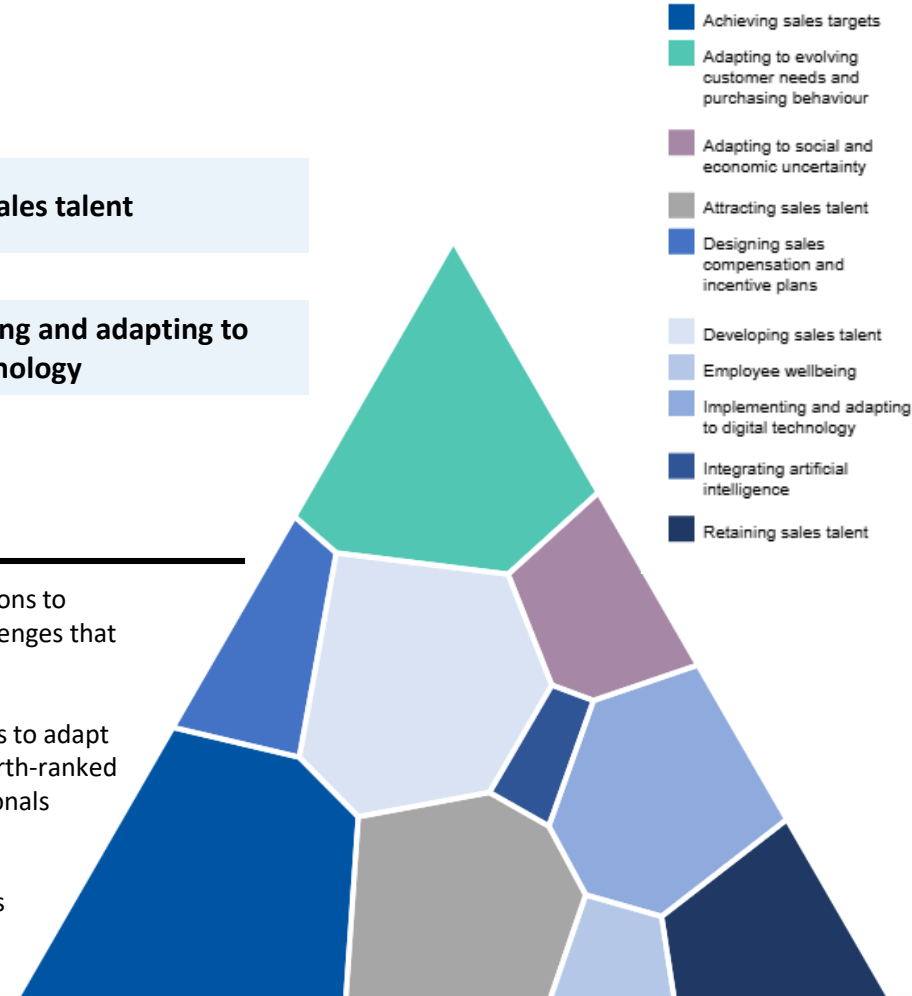 Achieving sales targets
Adapting to evolving
customer needs and
purchasing behaviour
Adapting to social and
economic uncertainty
Attracting sales talent
Designing sales
compensation and
incentive plans
Developing sales talent
Employee wellbeing
Implementing and adapting
to digital technology
Integrating artificial
intelligence
Retaining sales talent
ales talent
ng and adapting to
nology
ons to
enges that
s to adapt
rth-ranked
onals
s